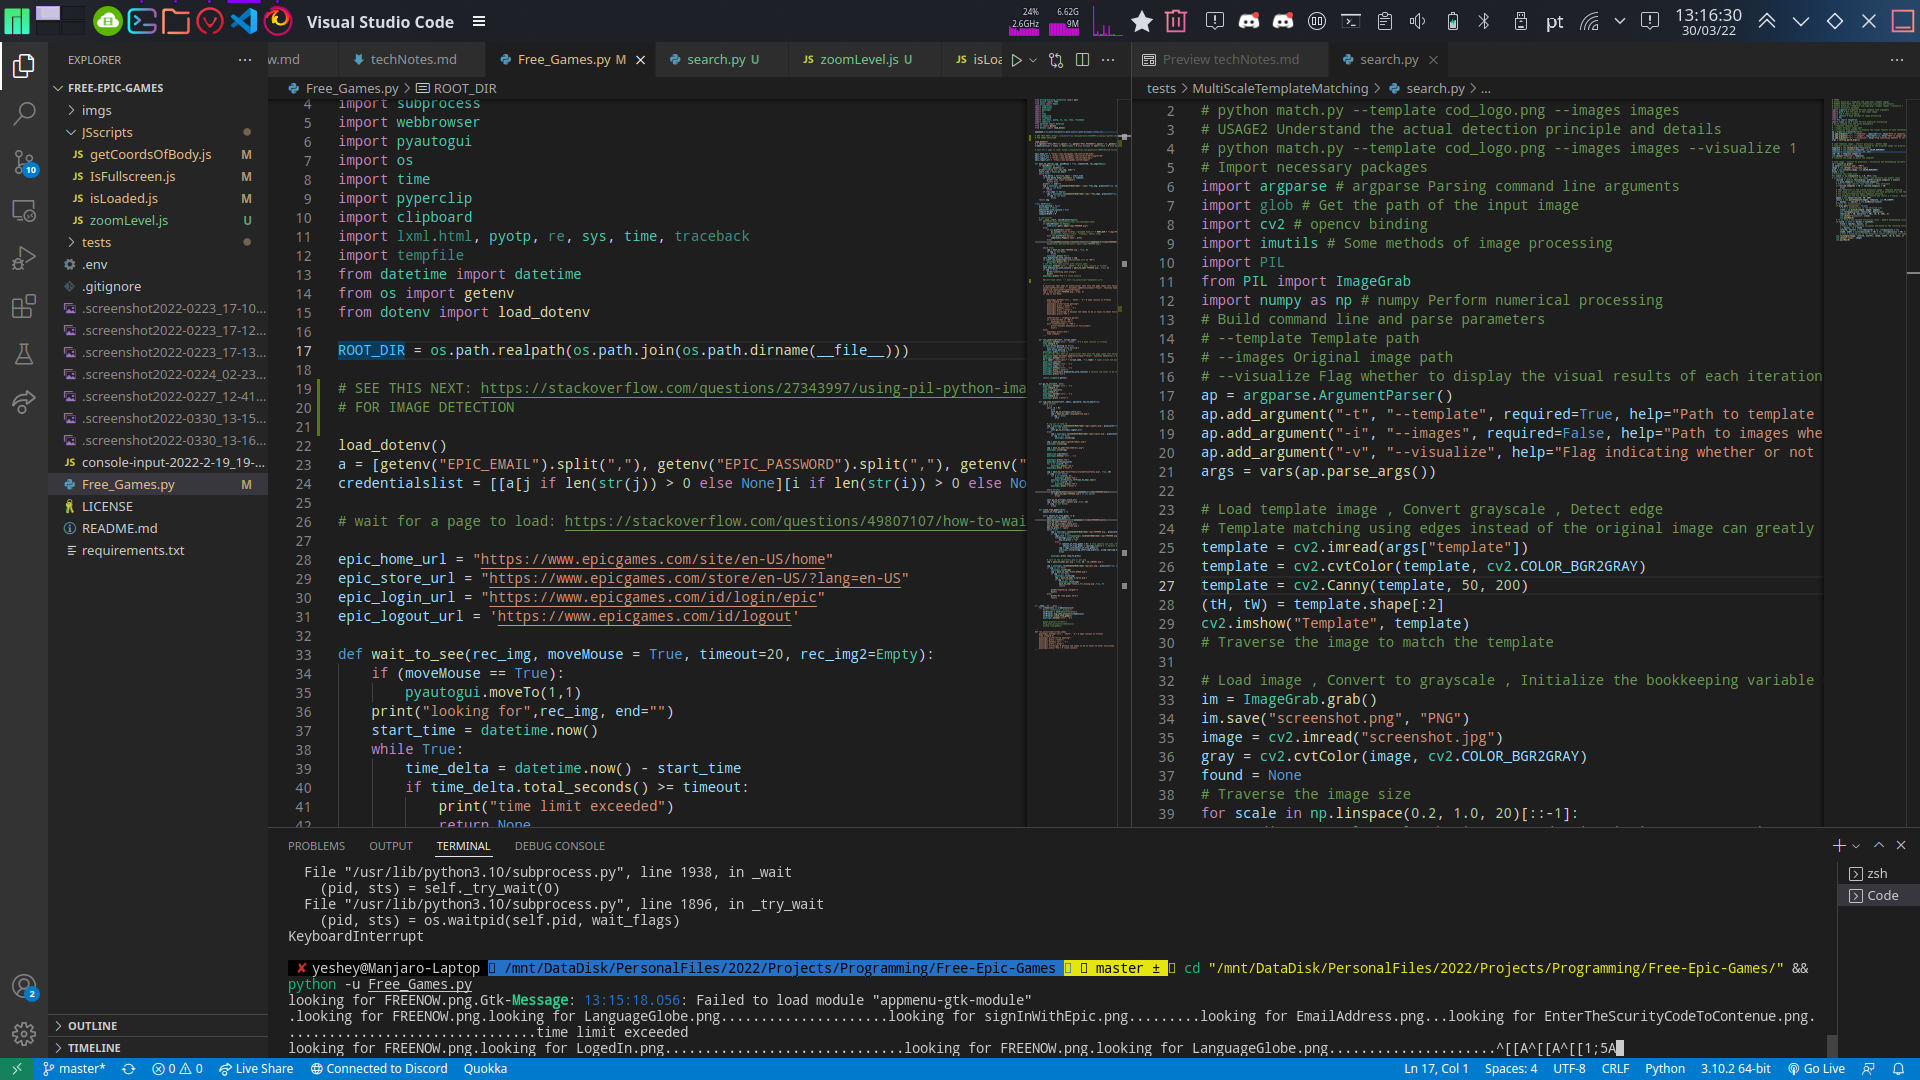 Visual Studio Code
24%
2.6GHz
6.62G
9M
pt
13:16:30
30/03/22
EXPLORER
w.md
techNotes.md
Free_Games.py M
search.py U
zoomLevel.js U
isLoa
Preview techNotes.md
search.py
FREE-EPIC-GAMES
imgs
JSscripts
getCoordsOfBody.js M
IsFullscreen.js M
isLoaded.js M
zoomLevel.js U
tests
.env
.gitignore
.screenshot2022-0223_17-10...
.screenshot2022-0223_17-12...
.screenshot2022-0223_17-13...
.screenshot2022-0224_02-23...
.screenshot2022-0227_12-41...
.screenshot2022-0330_13-15...
.screenshot2022-0330_13-16...
console-input-2022-2-19_19-...
Free_Games.py M
LICENSE
README.md
requirements.txt
OUTLINE
TIMELINE
10
2
Free_Games.py > ROOT_DIR
4 import subprocess
5 import webbrowser
6 import pyautogui
7 import os
8 import time
9 import pyperclip
10 import clipboard
11 import lxml.html, pyotp, re, sys, time, traceback
12 import tempfile
13 from datetime import datetime
14 from os import getenv
15 from dotenv import load_dotenv
16
17 ROOT_DIR = os.path.realpath(os.path.join(os.path.dirname(__file__)))
18
19 # SEE THIS NEXT: https://stackoverflow.com/questions/27343997/using-pil-python-ima
20 # FOR IMAGE DETECTION
21
22 load_dotenv()
23 a = [getenv("EPIC_EMAIL").split(","), getenv("EPIC_PASSWORD").split(","), getenv("
24 credentialslist = [[a[j if len(str(j)) > 0 else None][i if len(str(i)) > 0 else No
25
26 # wait for a page to load: https://stackoverflow.com/questions/49807107/how-to-wai
27
28 epic_home_url = "https://www.epicgames.com/site/en-US/home"
29 epic_store_url = "https://www.epicgames.com/store/en-US/?lang=en-US"
30 epic_login_url = "https://www.epicgames.com/id/login/epic"
31 epic_logout_url = 'https://www.epicgames.com/id/logout'
32
33 def wait_to_see(rec_img, moveMouse = True, timeout=20, rec_img2=Empty):
34 if (moveMouse == True):
35 pyautogui.moveTo(1,1)
36 print("looking for",rec_img, end="")
37 start_time = datetime.now()
38 while True:
39 time_delta = datetime.now() - start_time
40 if time_delta.total_seconds() >= timeout:
41 print("time limit exceeded")
42 return None
tests > MultiScaleTemplateMatching > search.py > ...
2 # python match.py --template cod_logo.png --images images
3 # USAGE2 Understand the actual detection principle and details
4 # python match.py --template cod_logo.png --images images --visualize 1
5 # Import necessary packages
6 import argparse # argparse Parsing command line arguments
7 import glob # Get the path of the input image
8 import cv2 # opencv binding
9 import imutils # Some methods of image processing
10 import PIL
11 from PIL import ImageGrab
12 import numpy as np # numpy Perform numerical processing
13 # Build command line and parse parameters
14 # --template Template path
15 # --images Original image path
16 # --visualize Flag whether to display the visual results of each iteration
17 ap = argparse.ArgumentParser()
18 ap.add_argument("-t", "--template", required=True, help="Path to template
19 ap.add_argument("-i", "--images", required=False, help="Path to images whe
20 ap.add_argument("-v", "--visualize", help="Flag indicating whether or not
21 args = vars(ap.parse_args())
22
23 # Load template image , Convert grayscale , Detect edge
24 # Template matching using edges instead of the original image can greatly
25 template = cv2.imread(args["template"])
26 template = cv2.cvtColor(template, cv2.COLOR_BGR2GRAY)
27 template = cv2.Canny(template, 50, 200)
28 (tH, tW) = template.shape[:2]
29 cv2.imshow("Template", template)
30 # Traverse the image to match the template
31
32 # Load image , Convert to grayscale , Initialize the bookkeeping variable
33 im = ImageGrab.grab()
34 im.save("screenshot.png", "PNG")
35 image = cv2.imread("screenshot.jpg")
36 gray = cv2.cvtColor(image, cv2.COLOR_BGR2GRAY)
37 found = None
38 # Traverse the image size
39 for scale in np.linspace(0.2, 1.0, 20)[::-1]:
PROBLEMS OUTPUT TERMINAL DEBUG CONSOLE
zsh
Code
File "/usr/lib/python3.10/subprocess.py", line 1938, in _wait
(pid, sts) = self._try_wait(0)
File "/usr/lib/python3.10/subprocess.py", line 1896, in _try_wait
(pid, sts) = os.waitpid(self.pid, wait_flags)
KeyboardInterrupt
✘ yeshey@Manjaro-Laptop /mnt/DataDisk/PersonalFiles/2022/Projects/Programming/Free-Epic-Games master ± cd "/mnt/DataDisk/PersonalFiles/2022/Projects/Programming/Free-Epic-Games/" &&
python -u Free_Games.py
looking for FREENOW.png.Gtk-Message: 13:15:18.056: Failed to load module "appmenu-gtk-module"
.looking for FREENOW.png.looking for LanguageGlobe.png.....................looking for signInWithEpic.png.........looking for EmailAddress.png...looking for EnterTheScurityCodeToContenue.png.
...............................time limit exceeded
looking for FREENOW.png.looking for LogedIn.png..............................looking for FREENOW.png.looking for LanguageGlobe.png.....................^[[A^[[A^[[1;5A
master* 0 0 Live Share Connected to Discord Quokka
Ln 17, Col 1 Spaces: 4 UTF-8 CRLF Python 3.10.2 64-bit Go Live